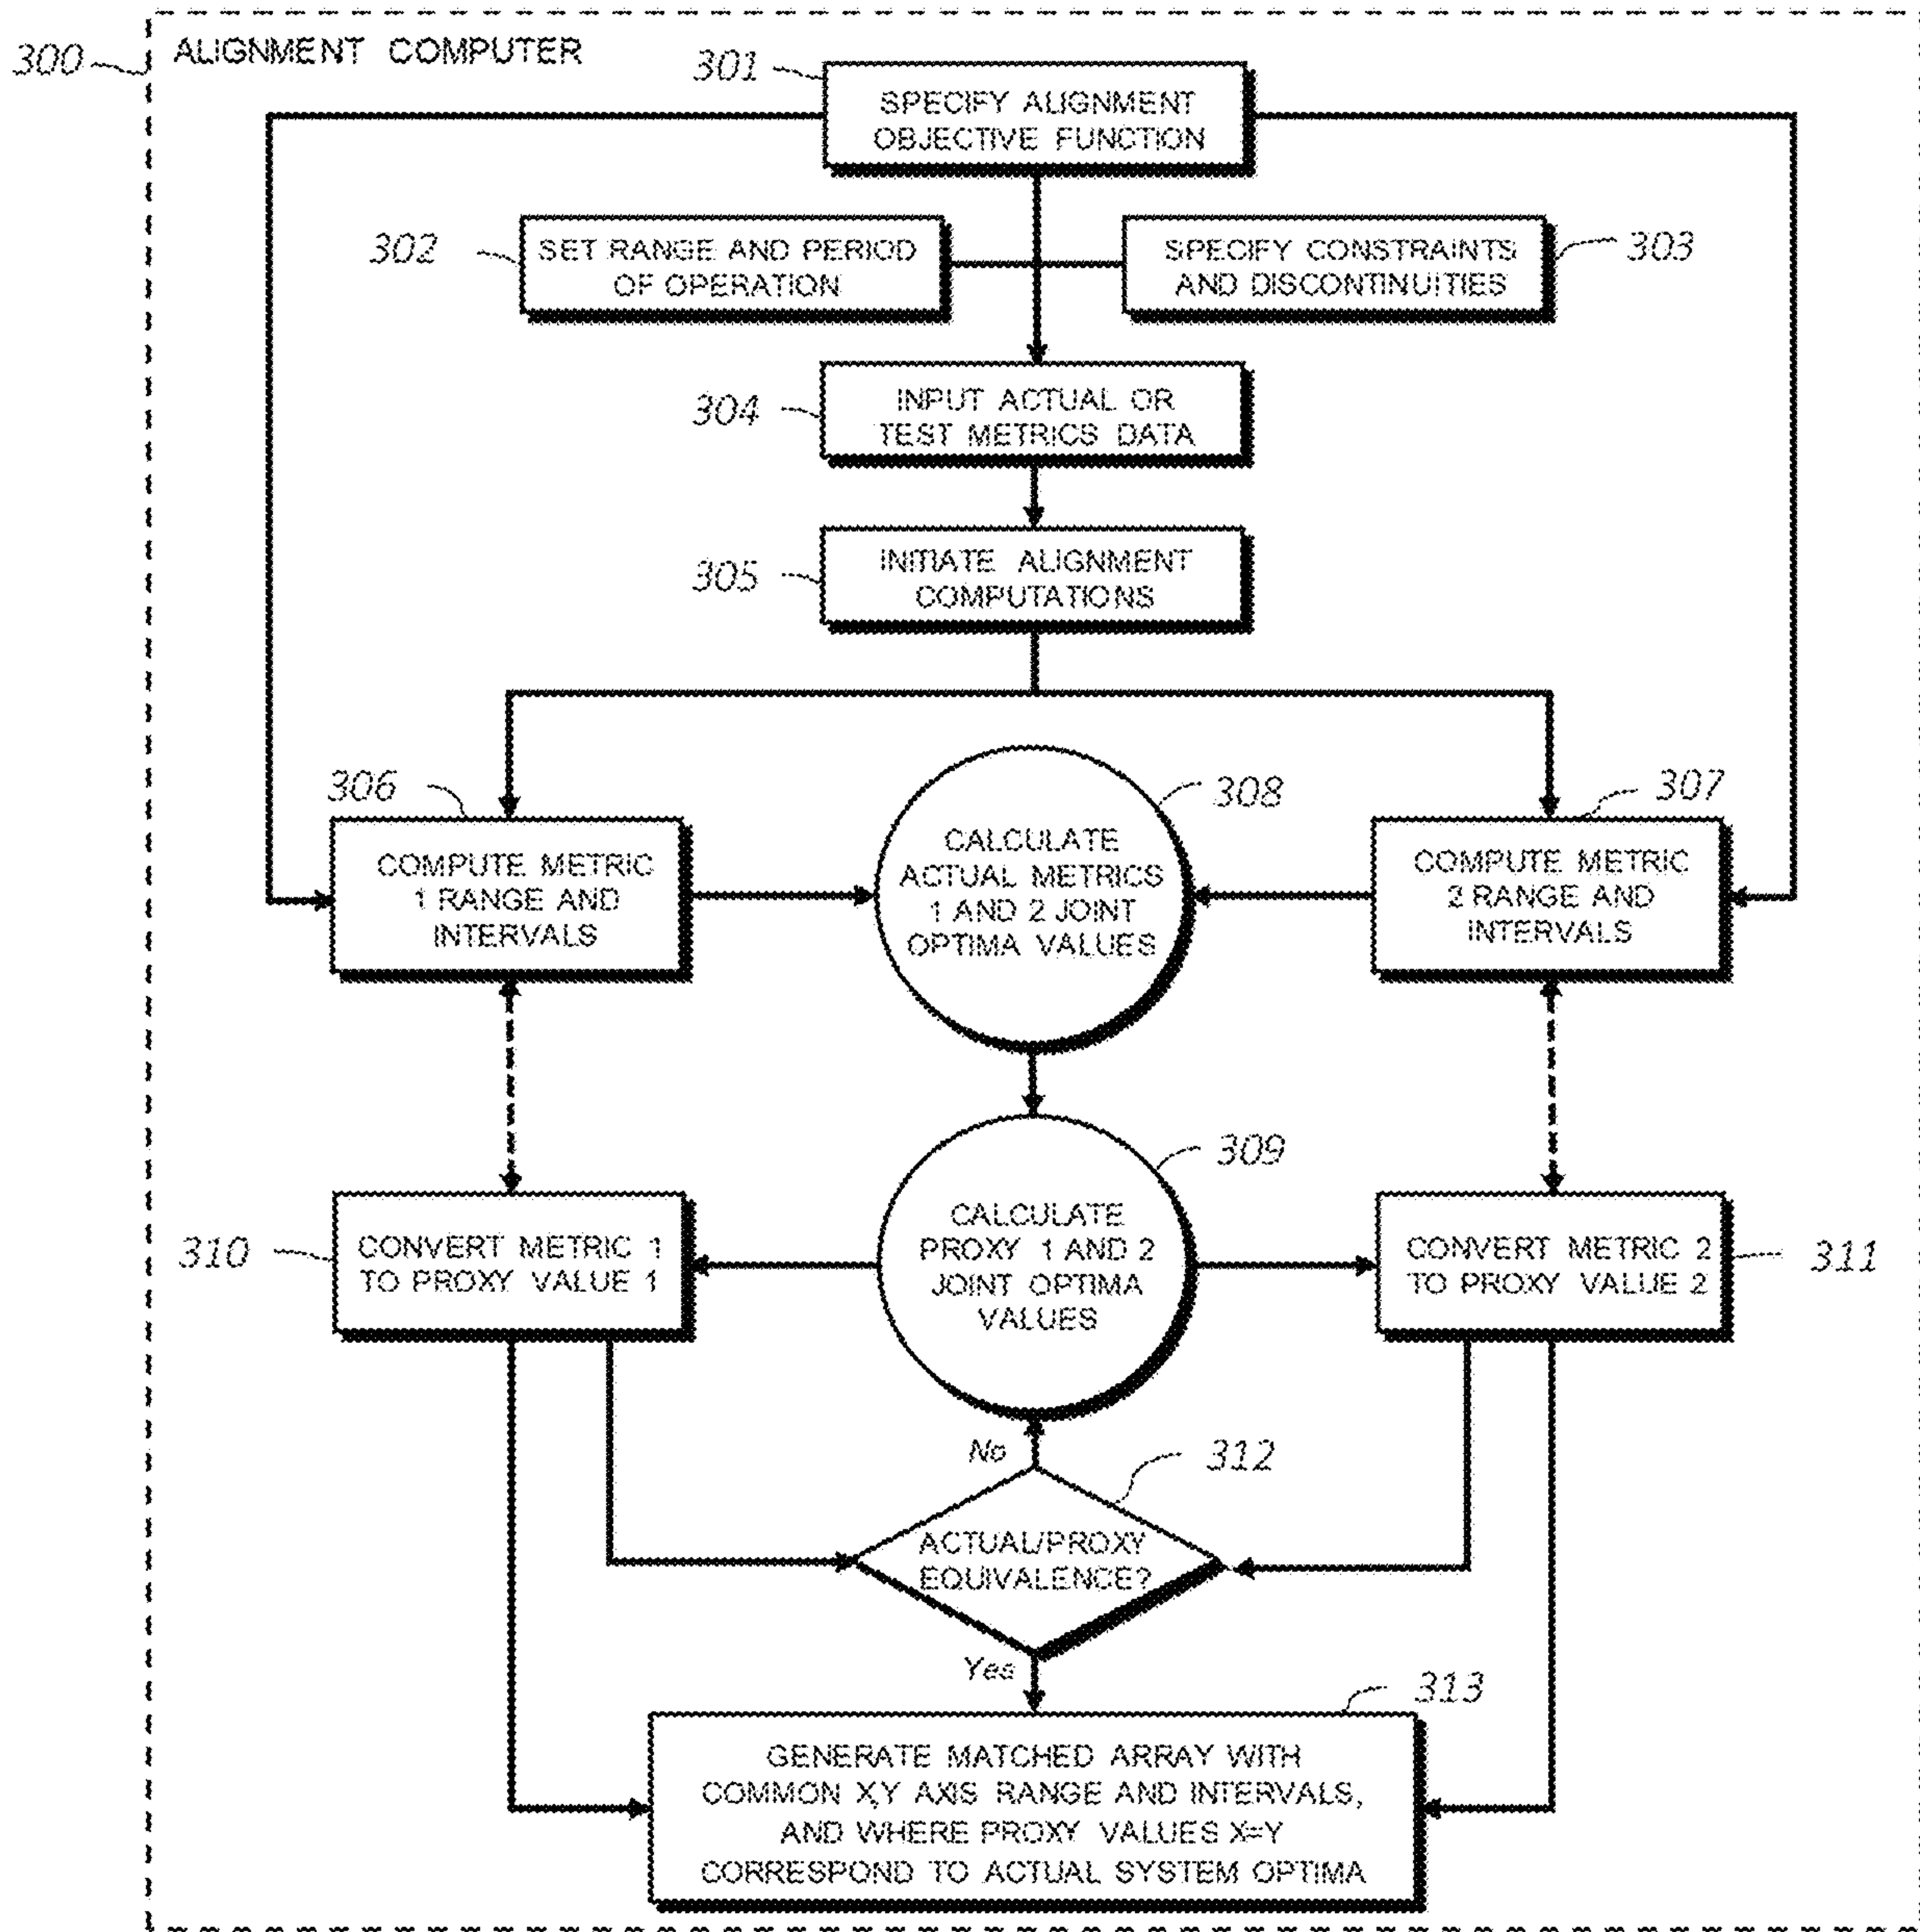 300
ALIGNMENT COMPUTER
301
SPECIFY ALIGNMENT
OBJECTIVE FUNCTION
302
SET RANGE AND PERIOD
OF OPERATION
SPECIFY CONSTRAINTS
AND DISCONTINUITIES
303
304
INPUT ACTUAL OR
TEST METRICS DATA
305
INITIATE ALIGNMENT
COMPUTATIONS
306
COMPUTE METRIC
1 RANGE AND
INTERVALS
308
CALCULATE
ACTUAL METRICS
1 AND 2 JOINT
OPTIMA VALUES
307
COMPUTE METRIC
2 RANGE AND
INTERVALS
309
CALCULATE
PROXY 1 AND 2
JOINT OPTIMA
VALUES
310
CONVERT METRIC 1
TO PROXY VALUE 1
CONVERT METRIC 2
TO PROXY VALUE 2
311
No
312
ACTUAL/PROXY
EQUIVALENCE?
Yes
313
GENERATE MATCHED ARRAY WITH
COMMON X,Y AXIS RANGE AND INTERVALS,
AND WHERE PROXY VALUES X=Y
CORRESPOND TO ACTUAL SYSTEM OPTIMA